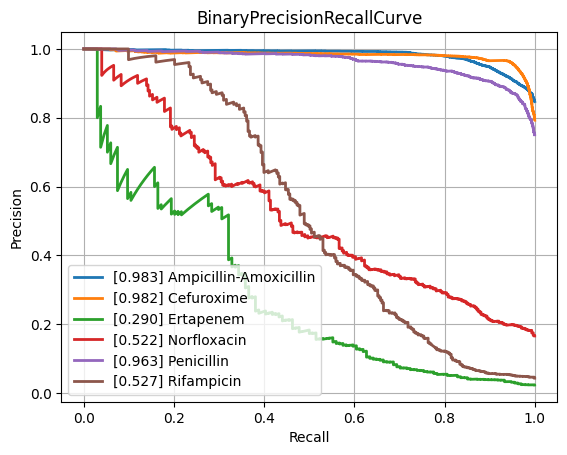 BinaryPrecisionRecallCurve
1.0
0.8
0.6
0.4
0.2
0.0
Precision
[0.983] Ampicillin-Amoxicillin
[0.982] Cefuroxime
[0.290] Ertapenem
[0.522] Norfloxacin
[0.963] Penicillin
[0.527] Rifampicin
0.0 0.2 0.4 0.6 0.8 1.0
Recall